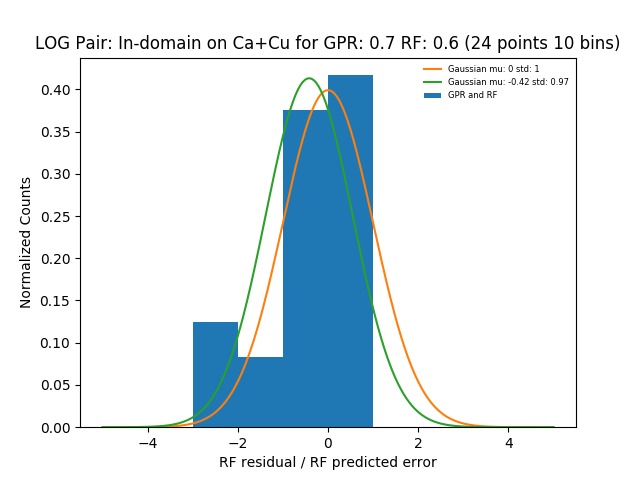 LOG Pair: In-domain on Ca+Cu for GPR: 0.7 RF: 0.6 (24 points 10 bins)
Gaussian mu: 0 std: 1
Gaussian mu: -0.42 std: 0.97
GPR and RF
0.40
0.35
0.30
0.25
0.20
0.15
0.10
0.05
0.00
Normalized Counts
−4
−2
0
2
4
RF residual / RF predicted error